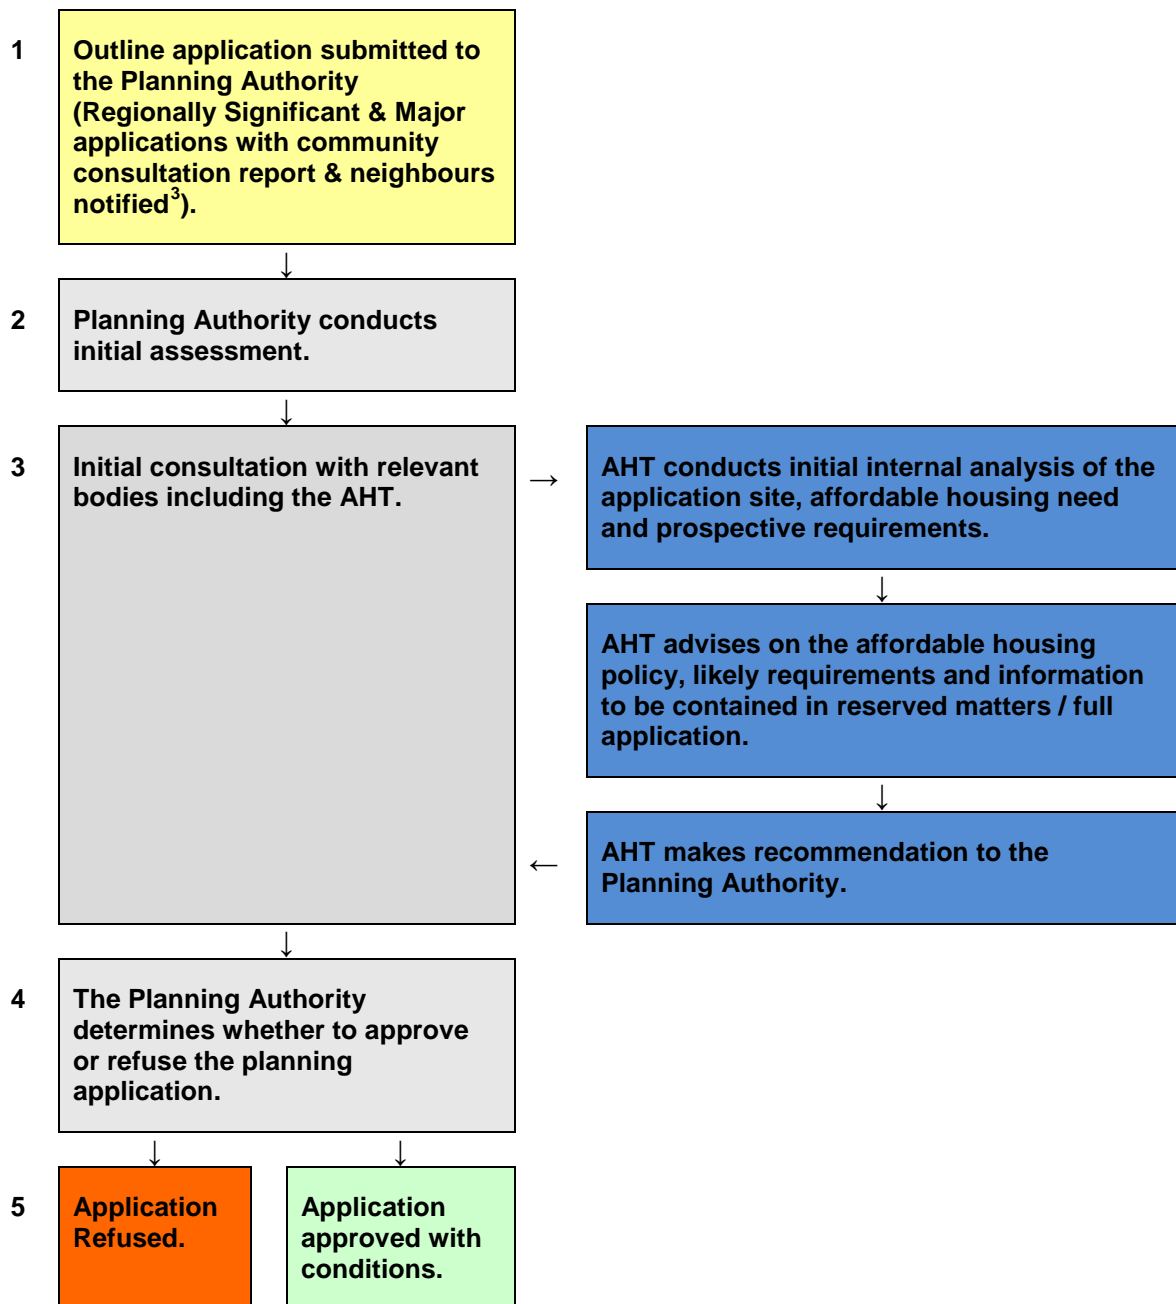 1
Outline application submitted to
the Planning Authority
(Regionally Significant & Major
applications with community
consultation report & neighbours
notified³).
↓
2
Planning Authority conducts
initial assessment.
↓
3
Initial consultation with relevant
bodies including the AHT.
→
AHT conducts initial internal analysis of the
application site, affordable housing need
and prospective requirements.
↓
AHT advises on the affordable housing
policy, likely requirements and information
to be contained in reserved matters / full
application.
↓
AHT makes recommendation to the
Planning Authority.
←
↓
4
The Planning Authority
determines whether to approve
or refuse the planning
application.
↓ ↓
5
Application
Refused.
Application
approved with
conditions.